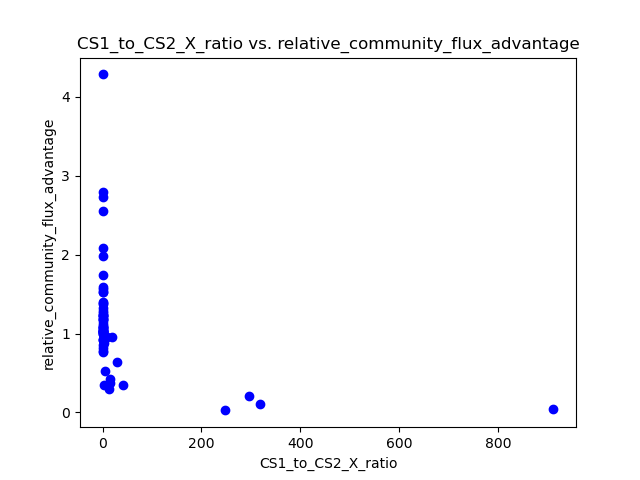 CS1_to_CS2_X_ratio vs. relative_community_flux_advantage
4
3
2
1
0
relative_community_flux_advantage
0 200 400 600 800
CS1_to_CS2_X_ratio